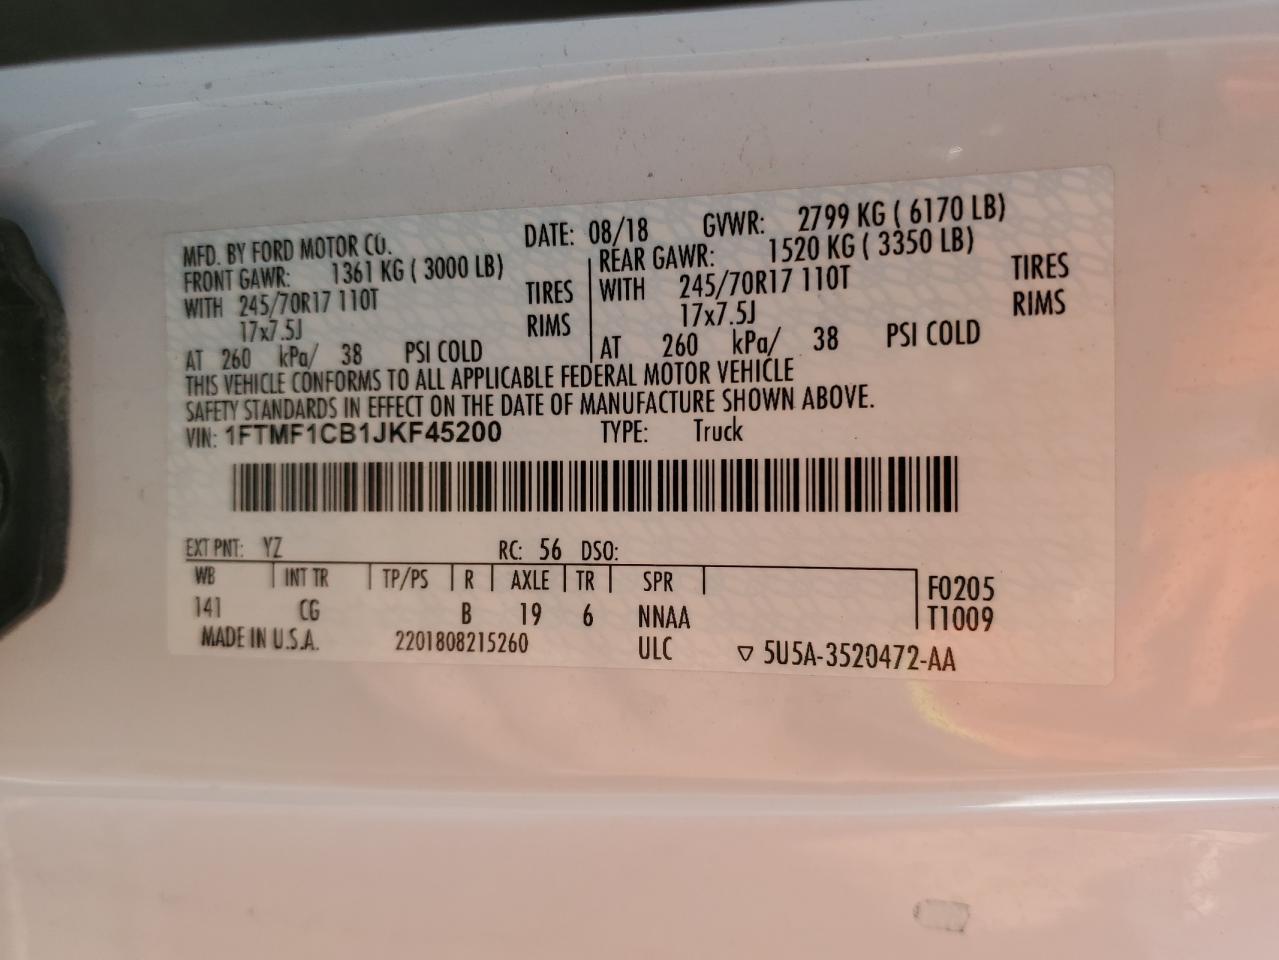 MFD. BY FORD MOTOR CO. DATE: 08/18 GVWR: 2799 KG ( 6170 LB)
FRONT GAWR: 1361 KG ( 3000 LB) REAR GAWR: 1520 KG ( 3350 LB)
WITH 245/70R17 110T TIRES WITH 245/70R17 110T TIRES
17x7.5J RIMS 17x7.5J RIMS
AT 260 kPa/ 38 PSI COLD AT 260 kPa/ 38 PSI COLD
THIS VEHICLE CONFORMS TO ALL APPLICABLE FEDERAL MOTOR VEHICLE
SAFETY STANDARDS IN EFFECT ON THE DATE OF MANUFACTURE SHOWN ABOVE.
VIN: 1FTMF1CB1JKF45200 TYPE: Truck
EXT PNT: YZ RC: 56 DSO:
WB INT TR TP/PS R AXLE TR SPR F0205
141 CG B 19 6 NNAA T1009
MADE IN U.S.A. 2201808215260 ULC ▽ 5U5A-3520472-AA